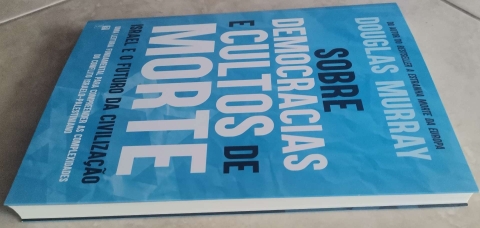 DO AUTOR DO BESTSELLER A ESTRANHA MORTE DA EUROPA
DOUGLAS MURRAY
SOBRE
DEMOCRACIAS
E CULTOS DE
MORTE
ISRAEL E O FUTURO DA CIVILIZAÇÃO
UMA LEITURA FUNDAMENTAL PARA COMPREENDER AS COMPLEXIDADES
DO CONFLITO ISRAELO-PALESTINIANO